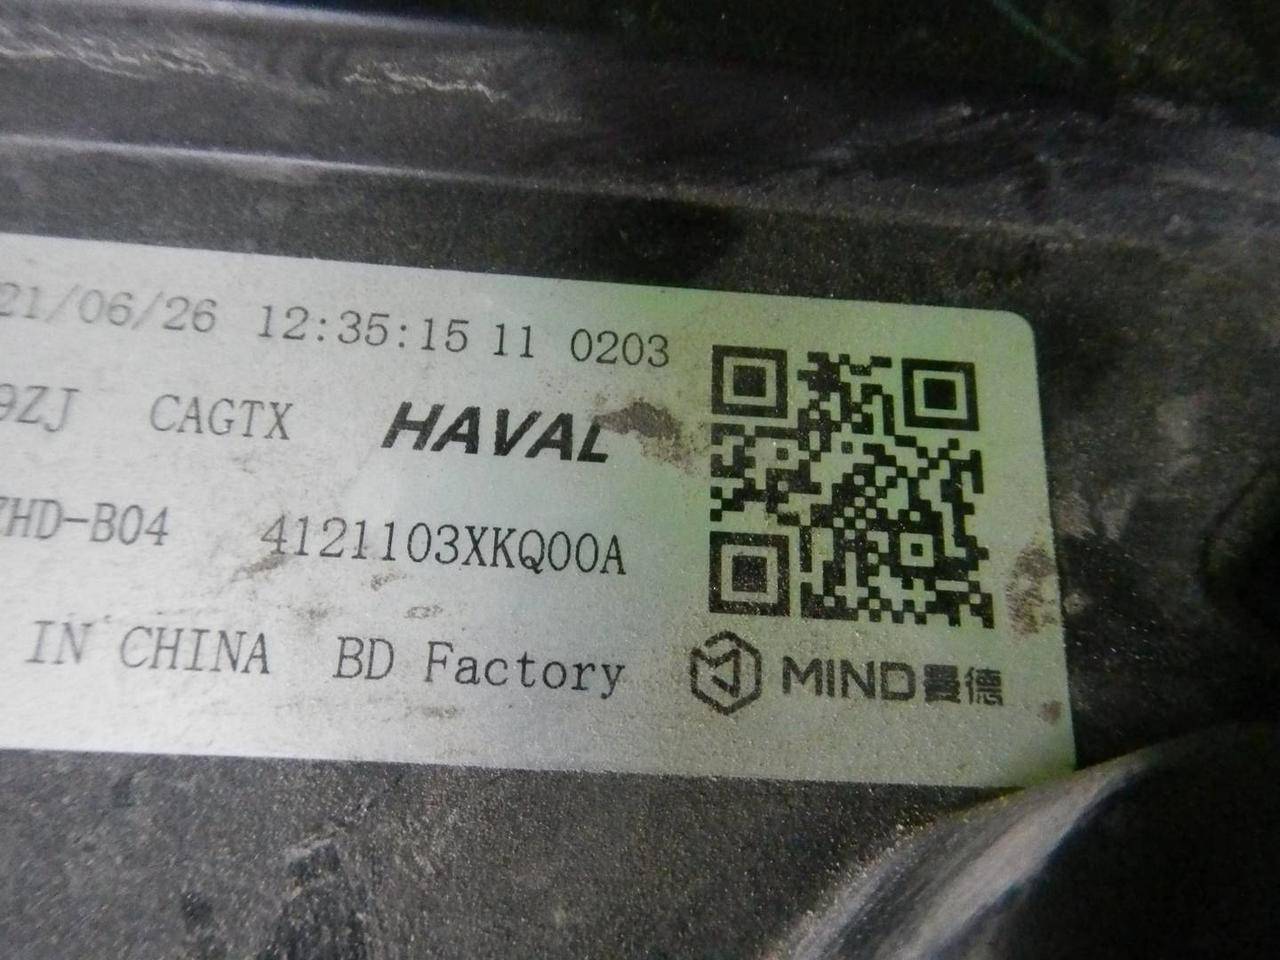 21/06/26 12:35:15 11 0203
9ZJ CAGTX HAVAL
7HD-B04 4121103XKQ00A
IN CHINA BD Factory
MIND曼德